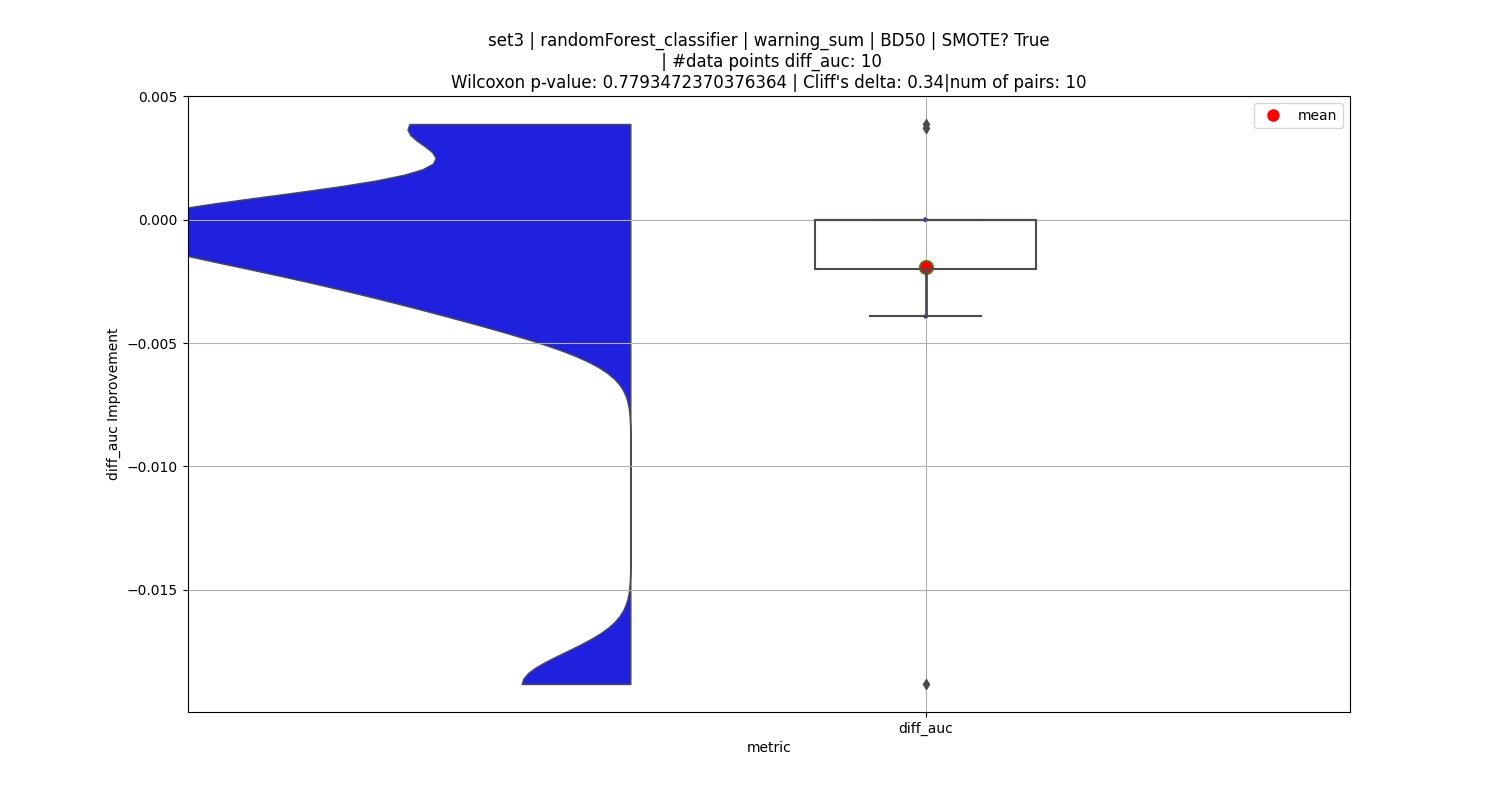 set3 | randomForest_classifier | warning_sum | BD50 | SMOTE? True
| #data points diff_auc: 10
Wilcoxon p-value: 0.7793472370376364 | Cliff's delta: 0.34|num of pairs: 10
mean
0.005
0.000
−0.005
−0.010
−0.015
diff_auc Improvement
diff_auc
metric